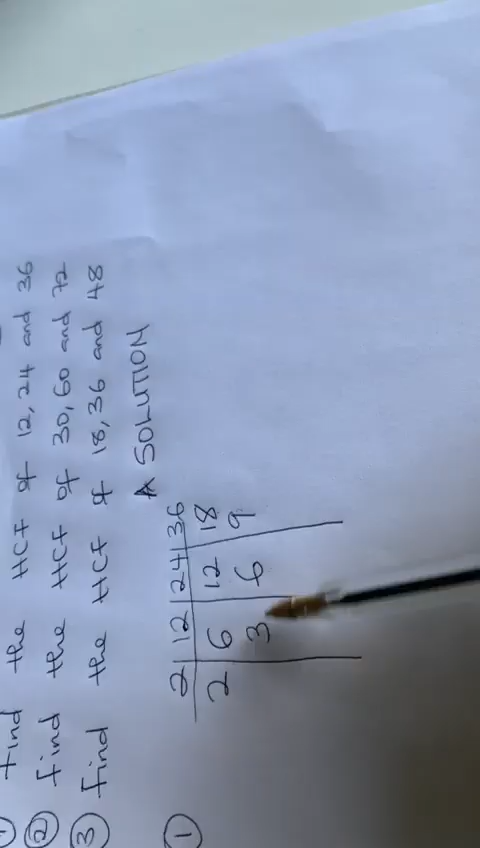 ① Find the HCF of 12, 24 and 36
② Find the HCF of 30, 60 and 72
③ Find the HCF of 18, 36 and 48
A SOLUTION
① 2 | 12 | 24 | 36
2 | 6 | 12 | 18
3 | 6 | 9